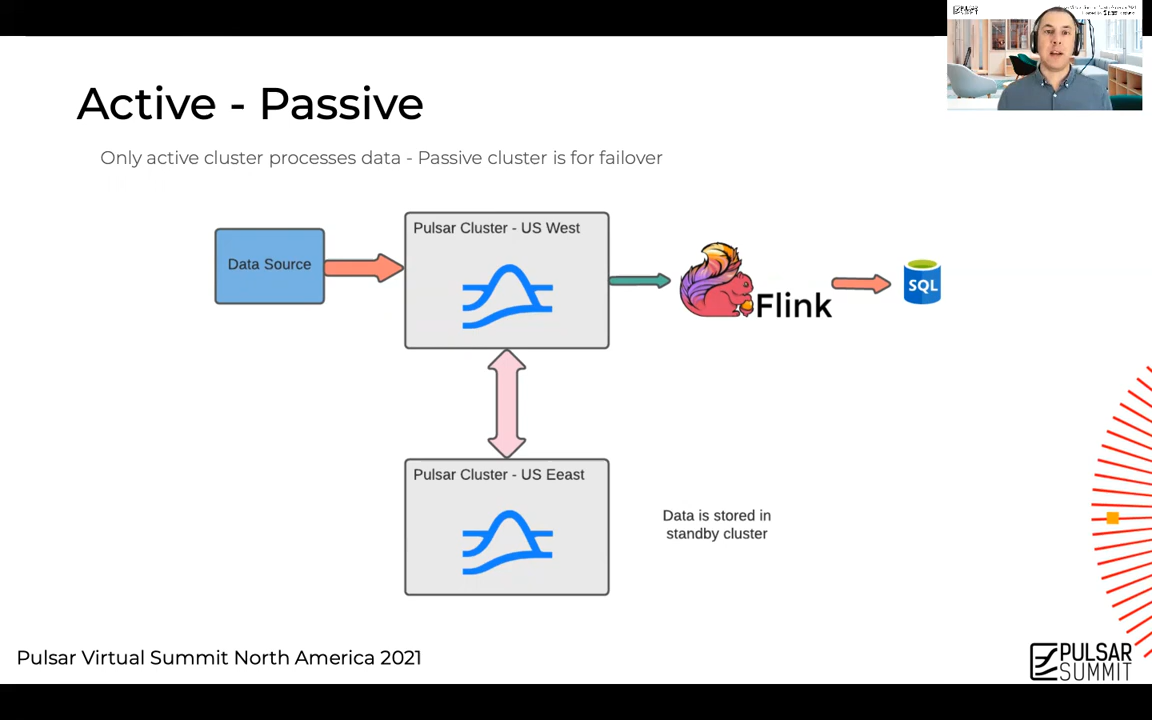 Active - Passive
Only active cluster processes data - Passive cluster is for failover
Data Source
Pulsar Cluster - US West
Flink
SQL
Pulsar Cluster - US Eeast
Data is stored in
standby cluster
Pulsar Virtual Summit North America 2021
PULSAR
SUMMIT